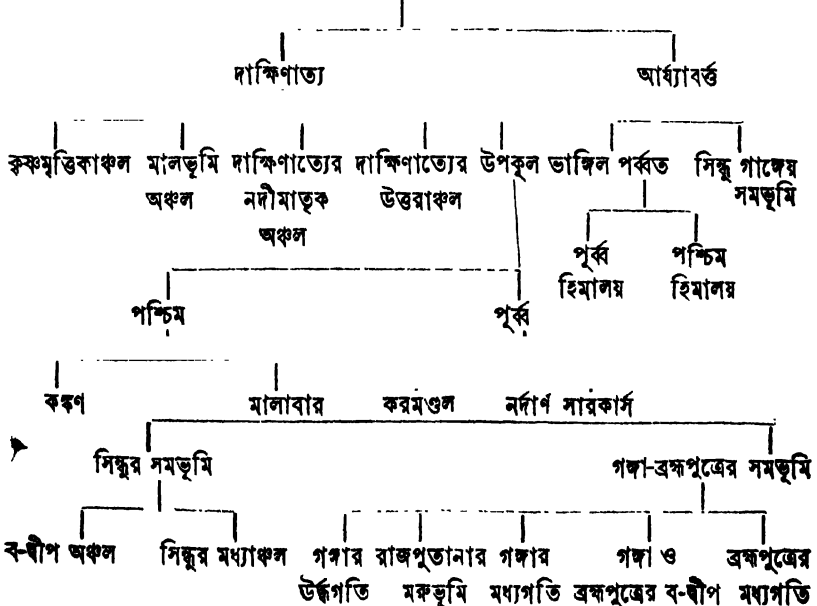 দাক্ষিণাত্য আর্য্যাবর্ত্ত
কৃষ্ণমৃত্তিকাঞ্চল মালভূমি দাক্ষিণাত্যের দাক্ষিণাত্যের উপকূল ভাঙ্গিল পর্ব্বত সিন্ধু গাঙ্গেয়
অঞ্চল নদীমাতৃক উত্তরাঞ্চল সমভূমি
অঞ্চল
পূর্ব্ব পশ্চিম
হিমালয় হিমালয়
পশ্চিম পূর্ব্ব
কঙ্কণ মালাবার করমণ্ডল নর্দার্ণ সারকার্স
সিন্ধুর সমভূমি গঙ্গা-ব্রহ্মপুত্রের সমভূমি
ব-দ্বীপ অঞ্চল সিন্ধুর মধ্যাঞ্চল গঙ্গার রাজপুতানার গঙ্গার গঙ্গা ও ব্রহ্মপুত্রের
উর্দ্ধগতি মরুভূমি মধ্যগতি ব্রহ্মপুত্রের ব-দ্বীপ মধ্যগতি